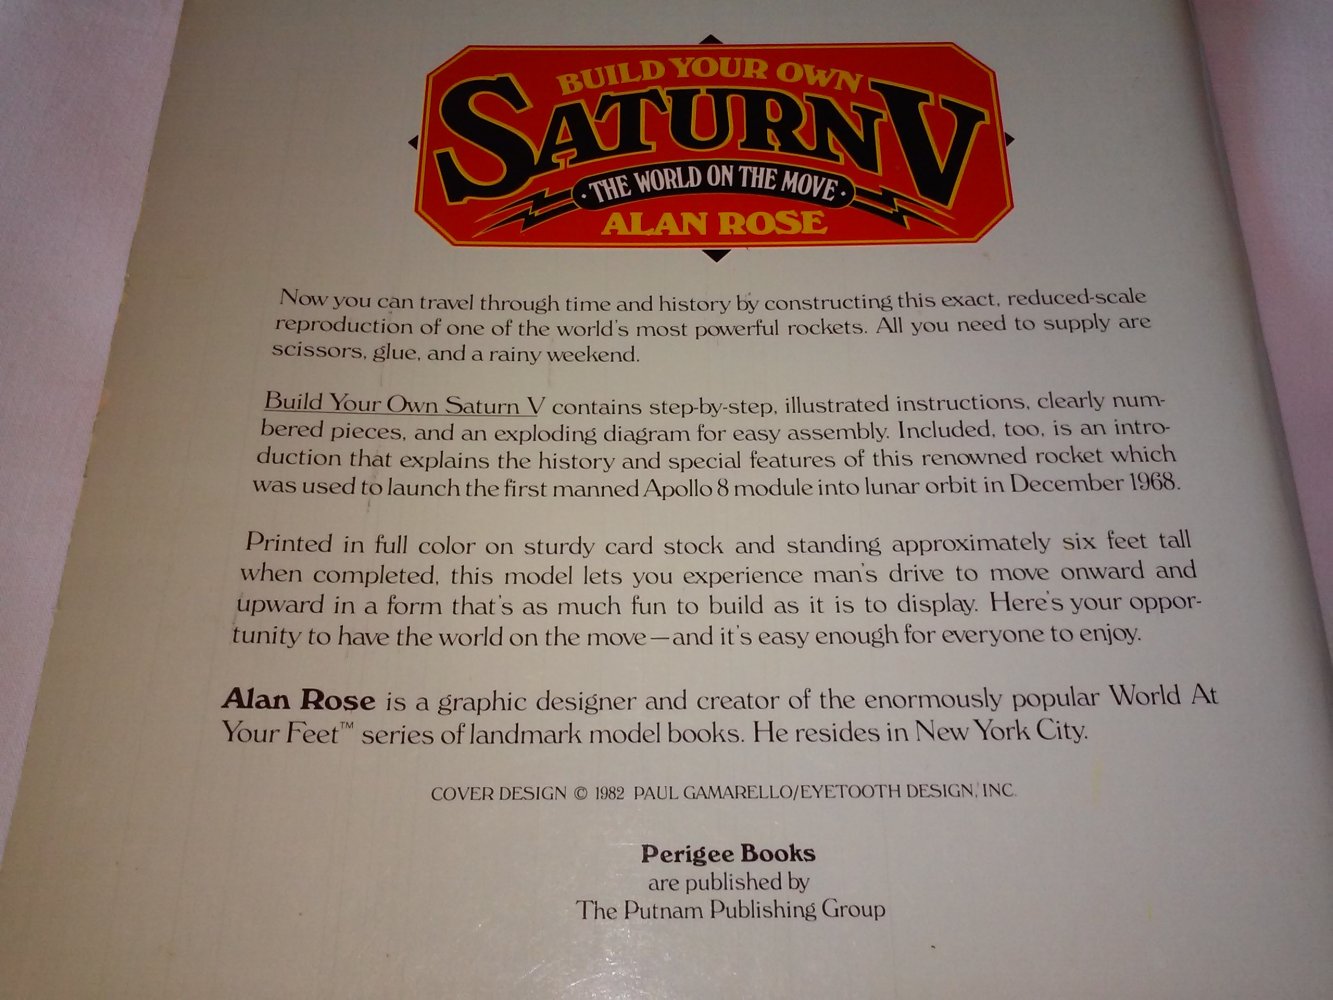 BUILD YOUR OWN
SATURN V
·THE WORLD ON THE MOVE·
ALAN ROSE
Now you can travel through time and history by constructing this exact, reduced-scale
reproduction of one of the world's most powerful rockets. All you need to supply are
scissors, glue, and a rainy weekend.
Build Your Own Saturn V contains step-by-step, illustrated instructions, clearly num-
bered pieces, and an exploding diagram for easy assembly. Included, too, is an intro-
duction that explains the history and special features of this renowned rocket which
was used to launch the first manned Apollo 8 module into lunar orbit in December 1968.
Printed in full color on sturdy card stock and standing approximately six feet tall
when completed, this model lets you experience man's drive to move onward and
upward in a form that's as much fun to build as it is to display. Here's your oppor-
tunity to have the world on the move—and it's easy enough for everyone to enjoy.
Alan Rose is a graphic designer and creator of the enormously popular World At
Your Feet™ series of landmark model books. He resides in New York City.
COVER DESIGN © 1982 PAUL GAMARELLO/EYETOOTH DESIGN, INC.
Perigee Books
are published by
The Putnam Publishing Group